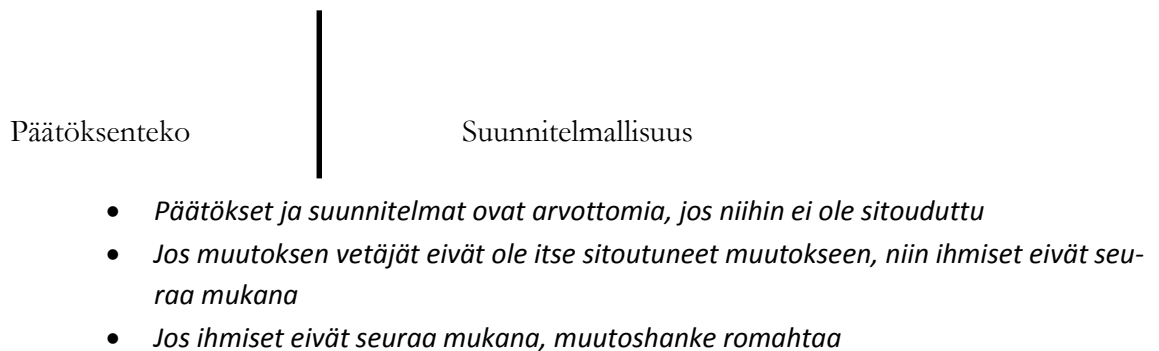 Päätöksenteko Suunnitelmallisuus
• Päätökset ja suunnitelmat ovat arvottomia, jos niihin ei ole sitouduttu
• Jos muutoksen vetäjät eivät ole itse sitoutuneet muutokseen, niin ihmiset eivät seu-
raa mukana
• Jos ihmiset eivät seuraa mukana, muutoshanke romahtaa